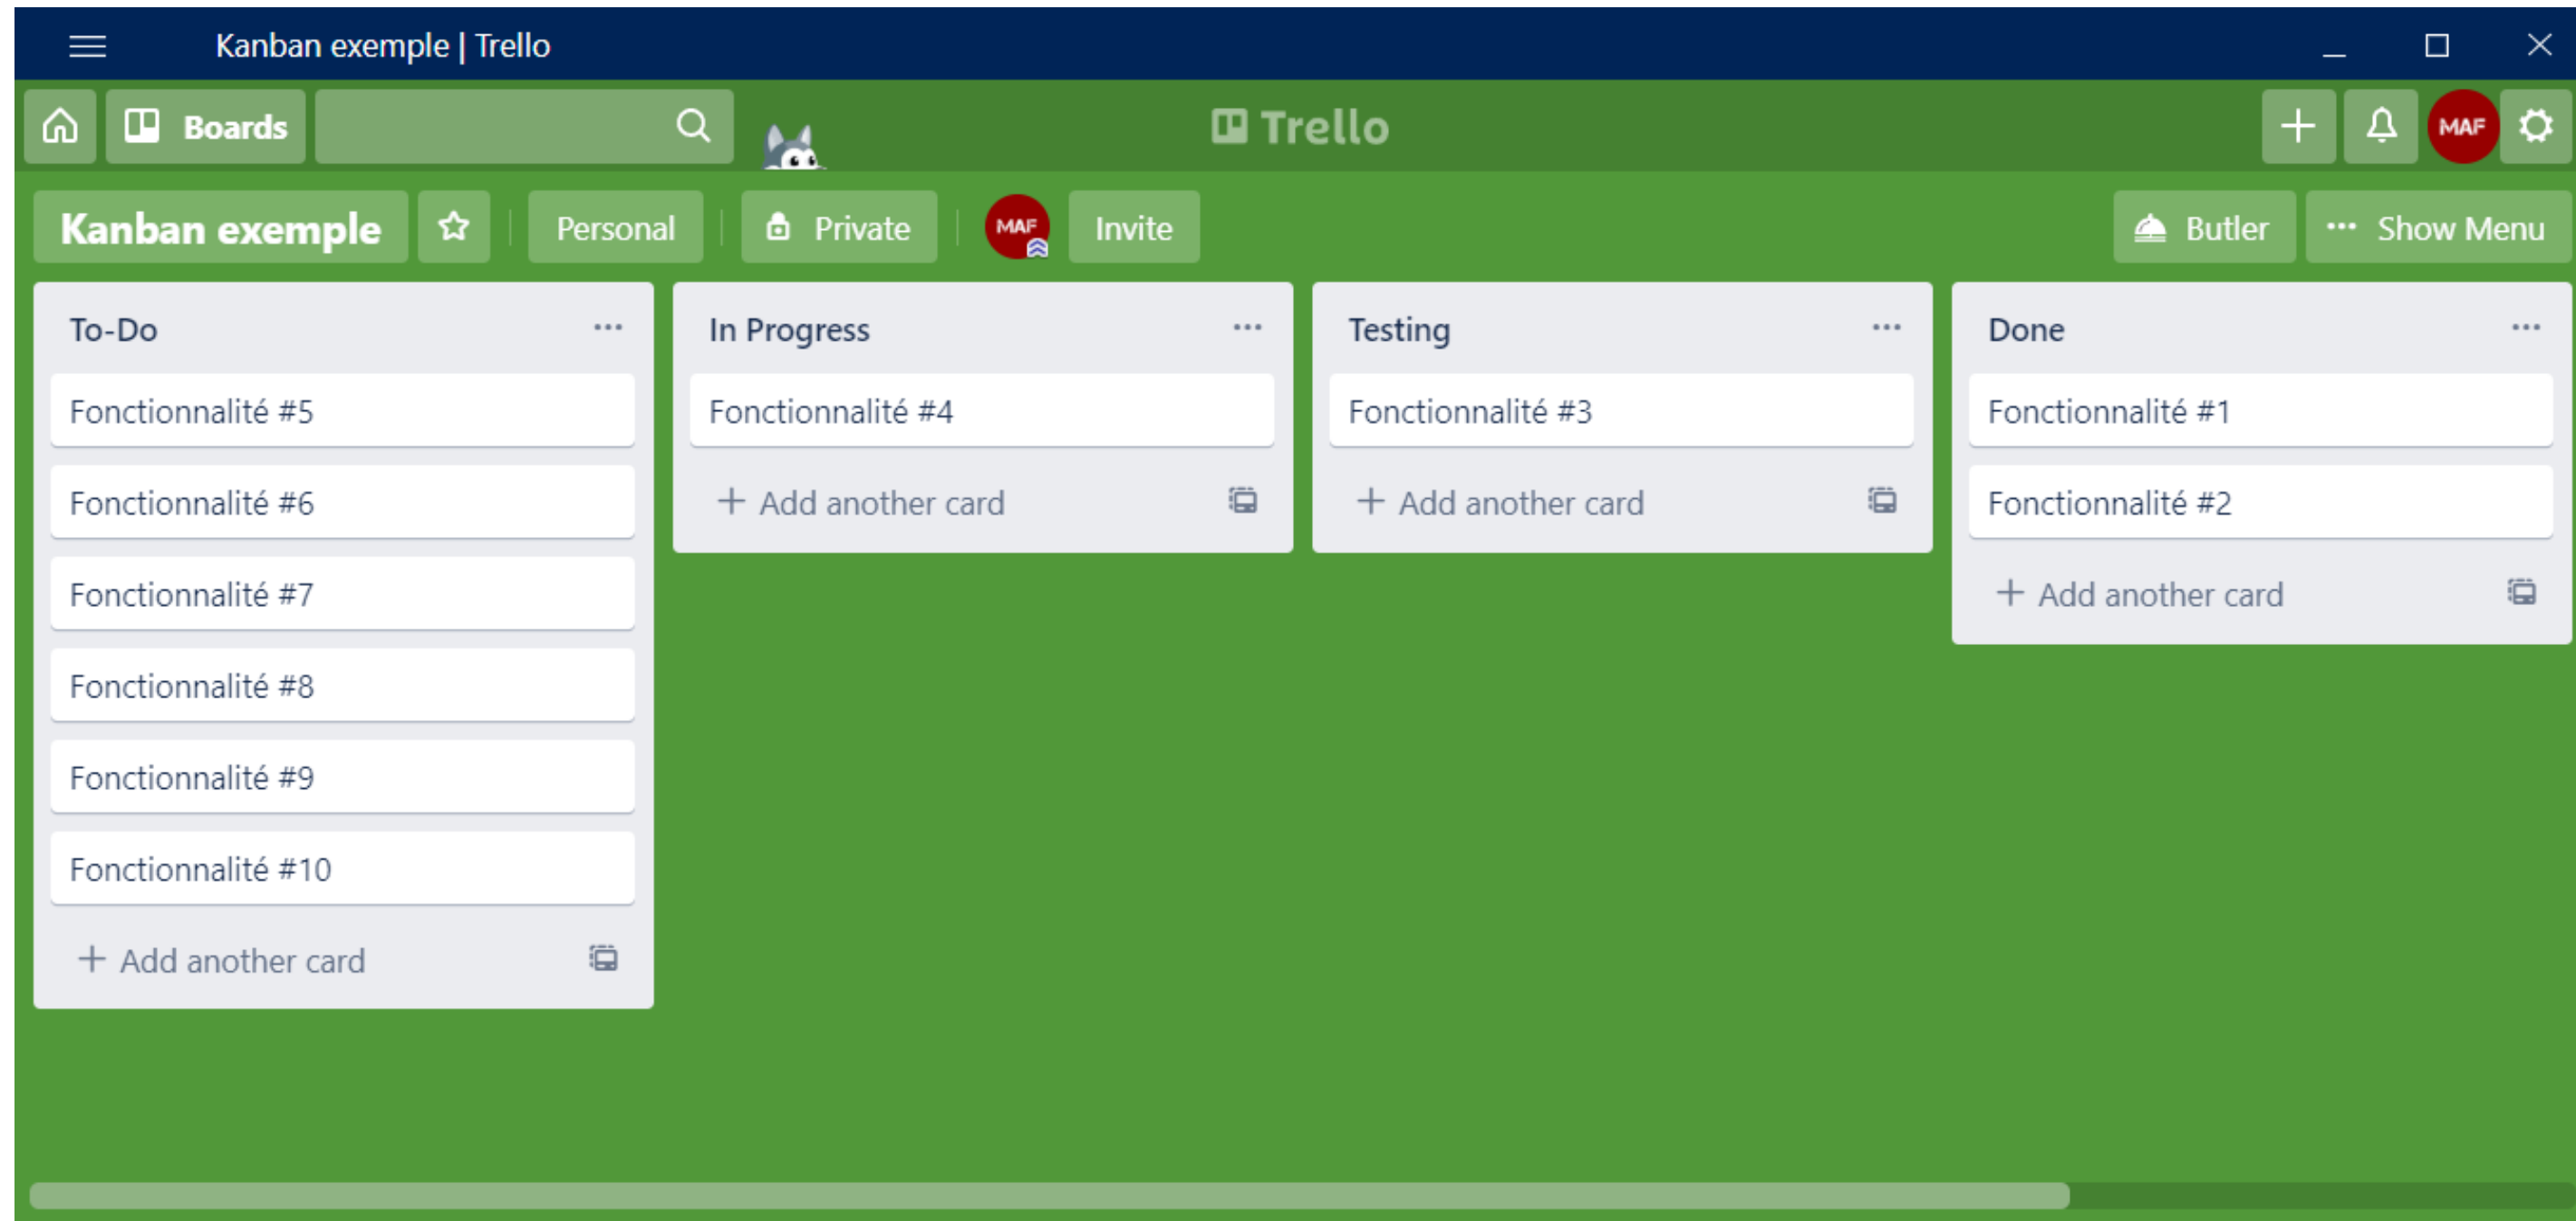 Kanban exemple | Trello
Boards
Trello
MAF
Kanban exemple
Personal
Private
MAF
Invite
Butler
Show Menu
To-Do
Fonctionnalité #5
Fonctionnalité #6
Fonctionnalité #7
Fonctionnalité #8
Fonctionnalité #9
Fonctionnalité #10
+ Add another card
In Progress
Fonctionnalité #4
+ Add another card
Testing
Fonctionnalité #3
+ Add another card
Done
Fonctionnalité #1
Fonctionnalité #2
+ Add another card